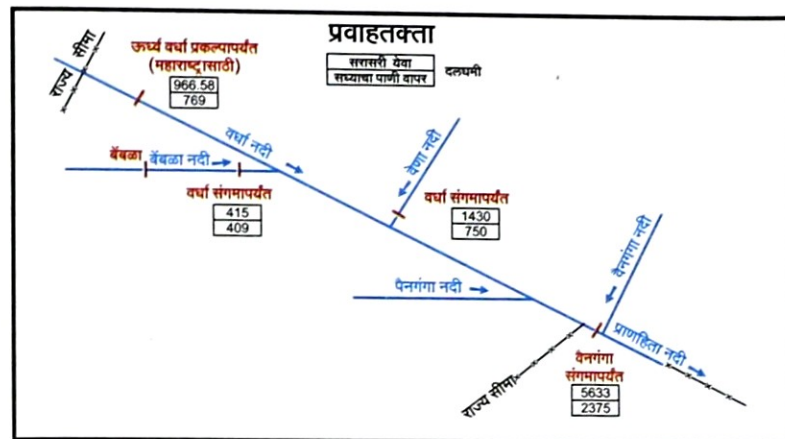 प्रवाहतक्ता
सरासरी येवा
सध्याचा पाणी वापर
दलघमी
राज्य सीमा
ऊर्ध्व वर्धा प्रकल्पापर्यंत
(महाराष्ट्रासाठी)
966.58
769
वर्धा नदी
बेंबळा
बेंबळा नदी
वर्धा संगमापर्यंत
415
409
वेणा नदी
वर्धा संगमापर्यंत
1430
750
पैनगंगा नदी
वैनगंगा नदी
प्राणहिता नदी
राज्य सीमा
वैनगंगा
संगमापर्यंत
5633
2375